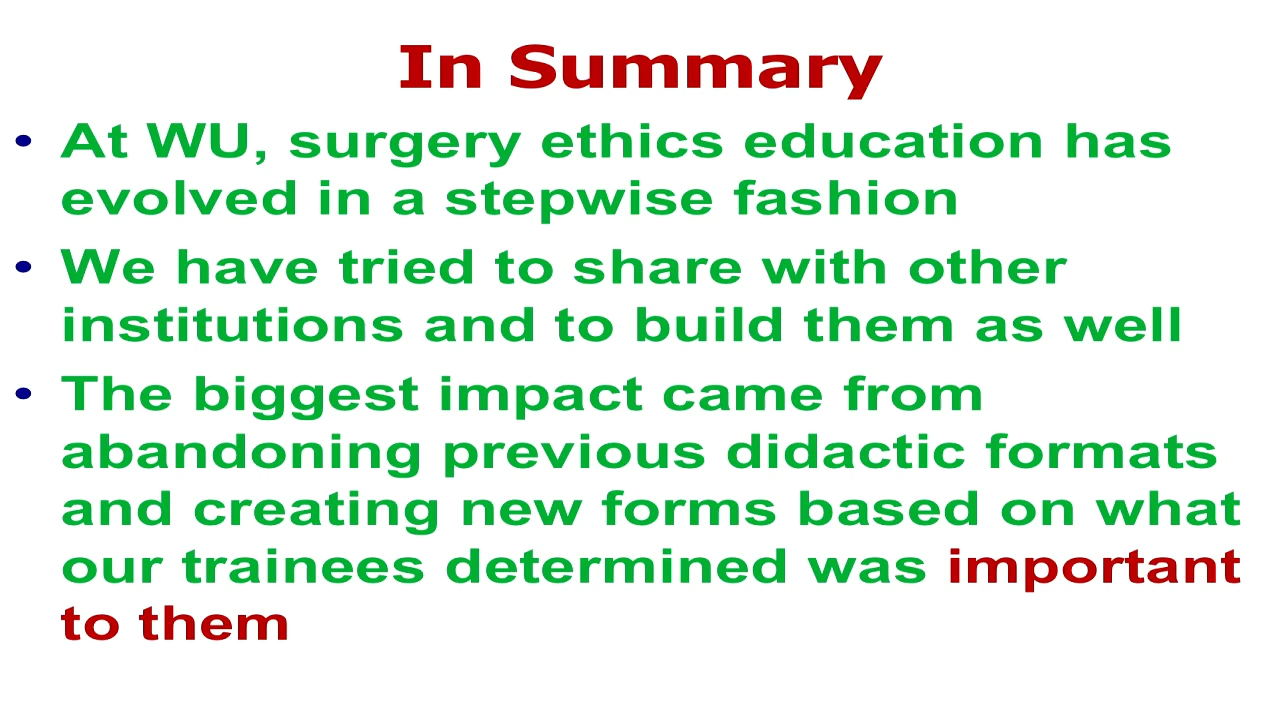 In Summary
• At WU, surgery ethics education has
evolved in a stepwise fashion
• We have tried to share with other
institutions and to build them as well
• The biggest impact came from
abandoning previous didactic formats
and creating new forms based on what
our trainees determined was important
to them